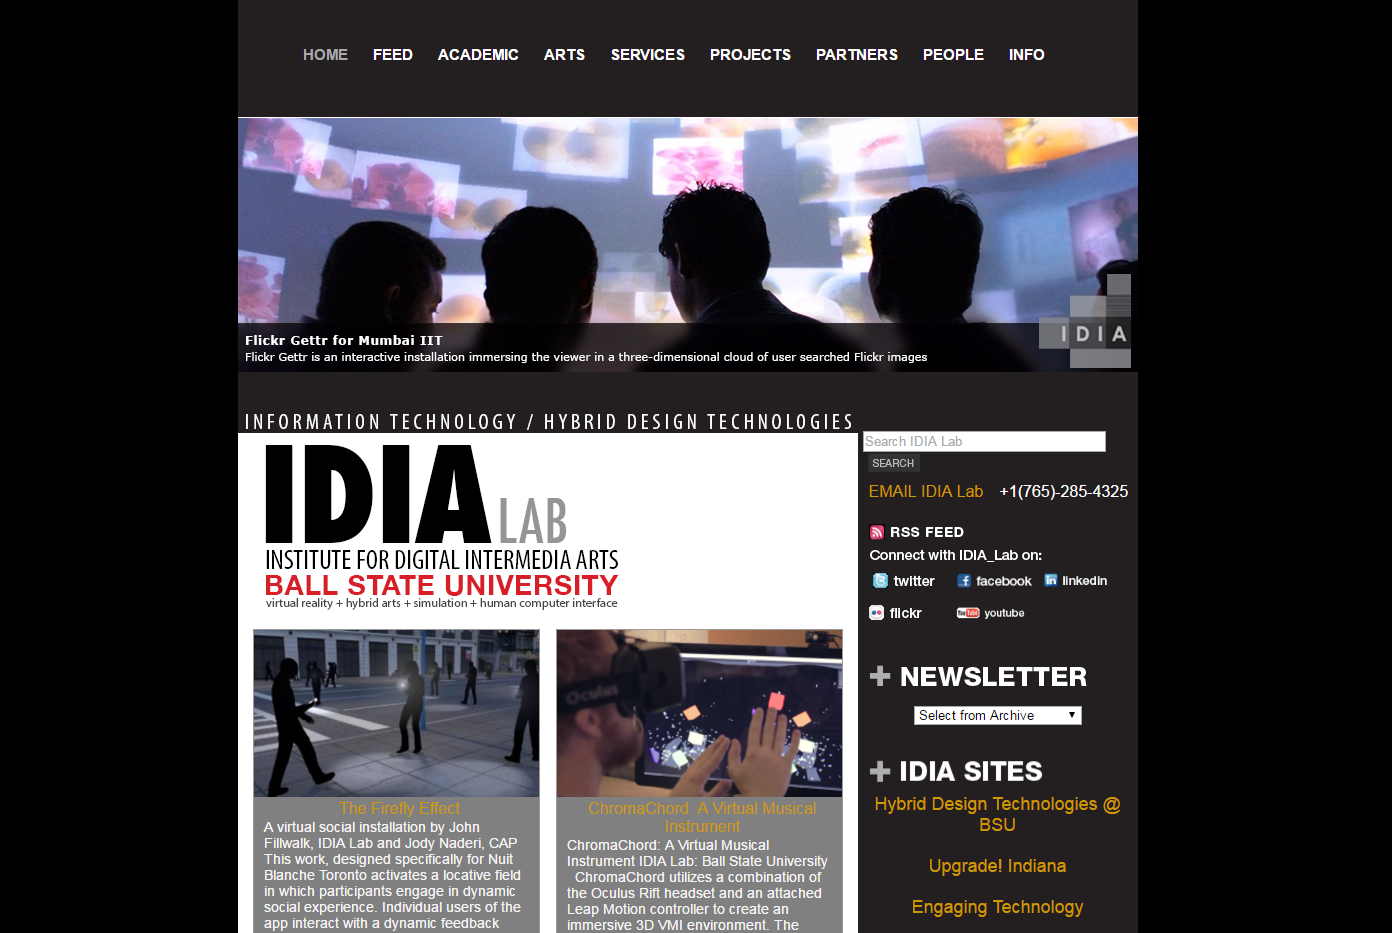 HOME FEED ACADEMIC ARTS SERVICES PROJECTS PARTNERS PEOPLE INFO
IDIA
Flickr Gettr for Mumbai IIT
Flickr Gettr is an interactive installation immersing the viewer in a three-dimensional cloud of user searched Flickr images
INFORMATION TECHNOLOGY / HYBRID DESIGN TECHNOLOGIES
IDIA LAB
INSTITUTE FOR DIGITAL INTERMEDIA ARTS
BALL STATE UNIVERSITY
virtual reality + hybrid arts + simulation + human computer interface
Oculus
The Firefly Effect
A virtual social installation by John
Fillwalk, IDIA Lab and Jody Naderi, CAP
This work, designed specifically for Nuit
Blanche Toronto activates a locative field
in which participants engage in dynamic
social experience. Individual users of the
app interact with a dynamic feedback
ChromaChord: A Virtual Musical
Instrument
ChromaChord: A Virtual Musical
Instrument IDIA Lab: Ball State University
ChromaChord utilizes a combination of
the Oculus Rift headset and an attached
Leap Motion controller to create an
immersive 3D VMI environment. The
Search IDIA Lab
SEARCH
EMAIL IDIA Lab +1(765)-285-4325
RSS FEED
Connect with IDIA_Lab on:
twitter facebook linkedin
flickr YouTube youtube
NEWSLETTER
Select from Archive
IDIA SITES
Hybrid Design Technologies @
BSU
Upgrade! Indiana
Engaging Technology